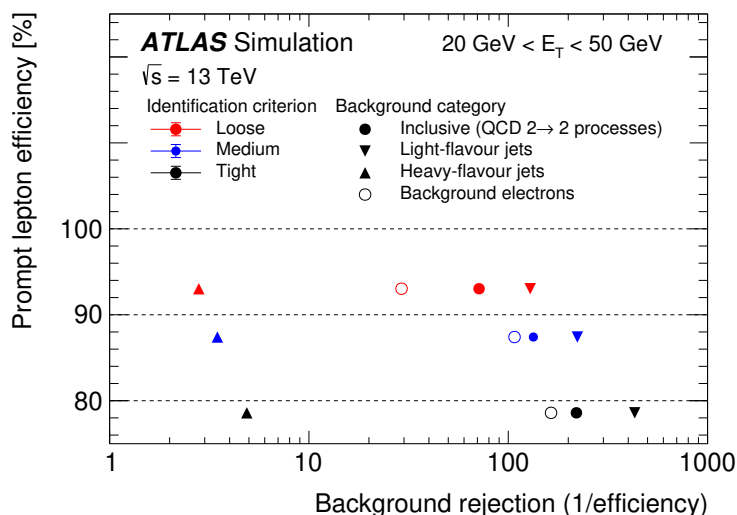 Prompt lepton efficiency [%]
ATLAS Simulation
20 GeV < E_T < 50 GeV
√s = 13 TeV
Identification criterion
Loose
Medium
Tight
Background category
Inclusive (QCD 2→ 2 processes)
Light-flavour jets
Heavy-flavour jets
Background electrons
100
90
80
1
10
100
1000
Background rejection (1/efficiency)